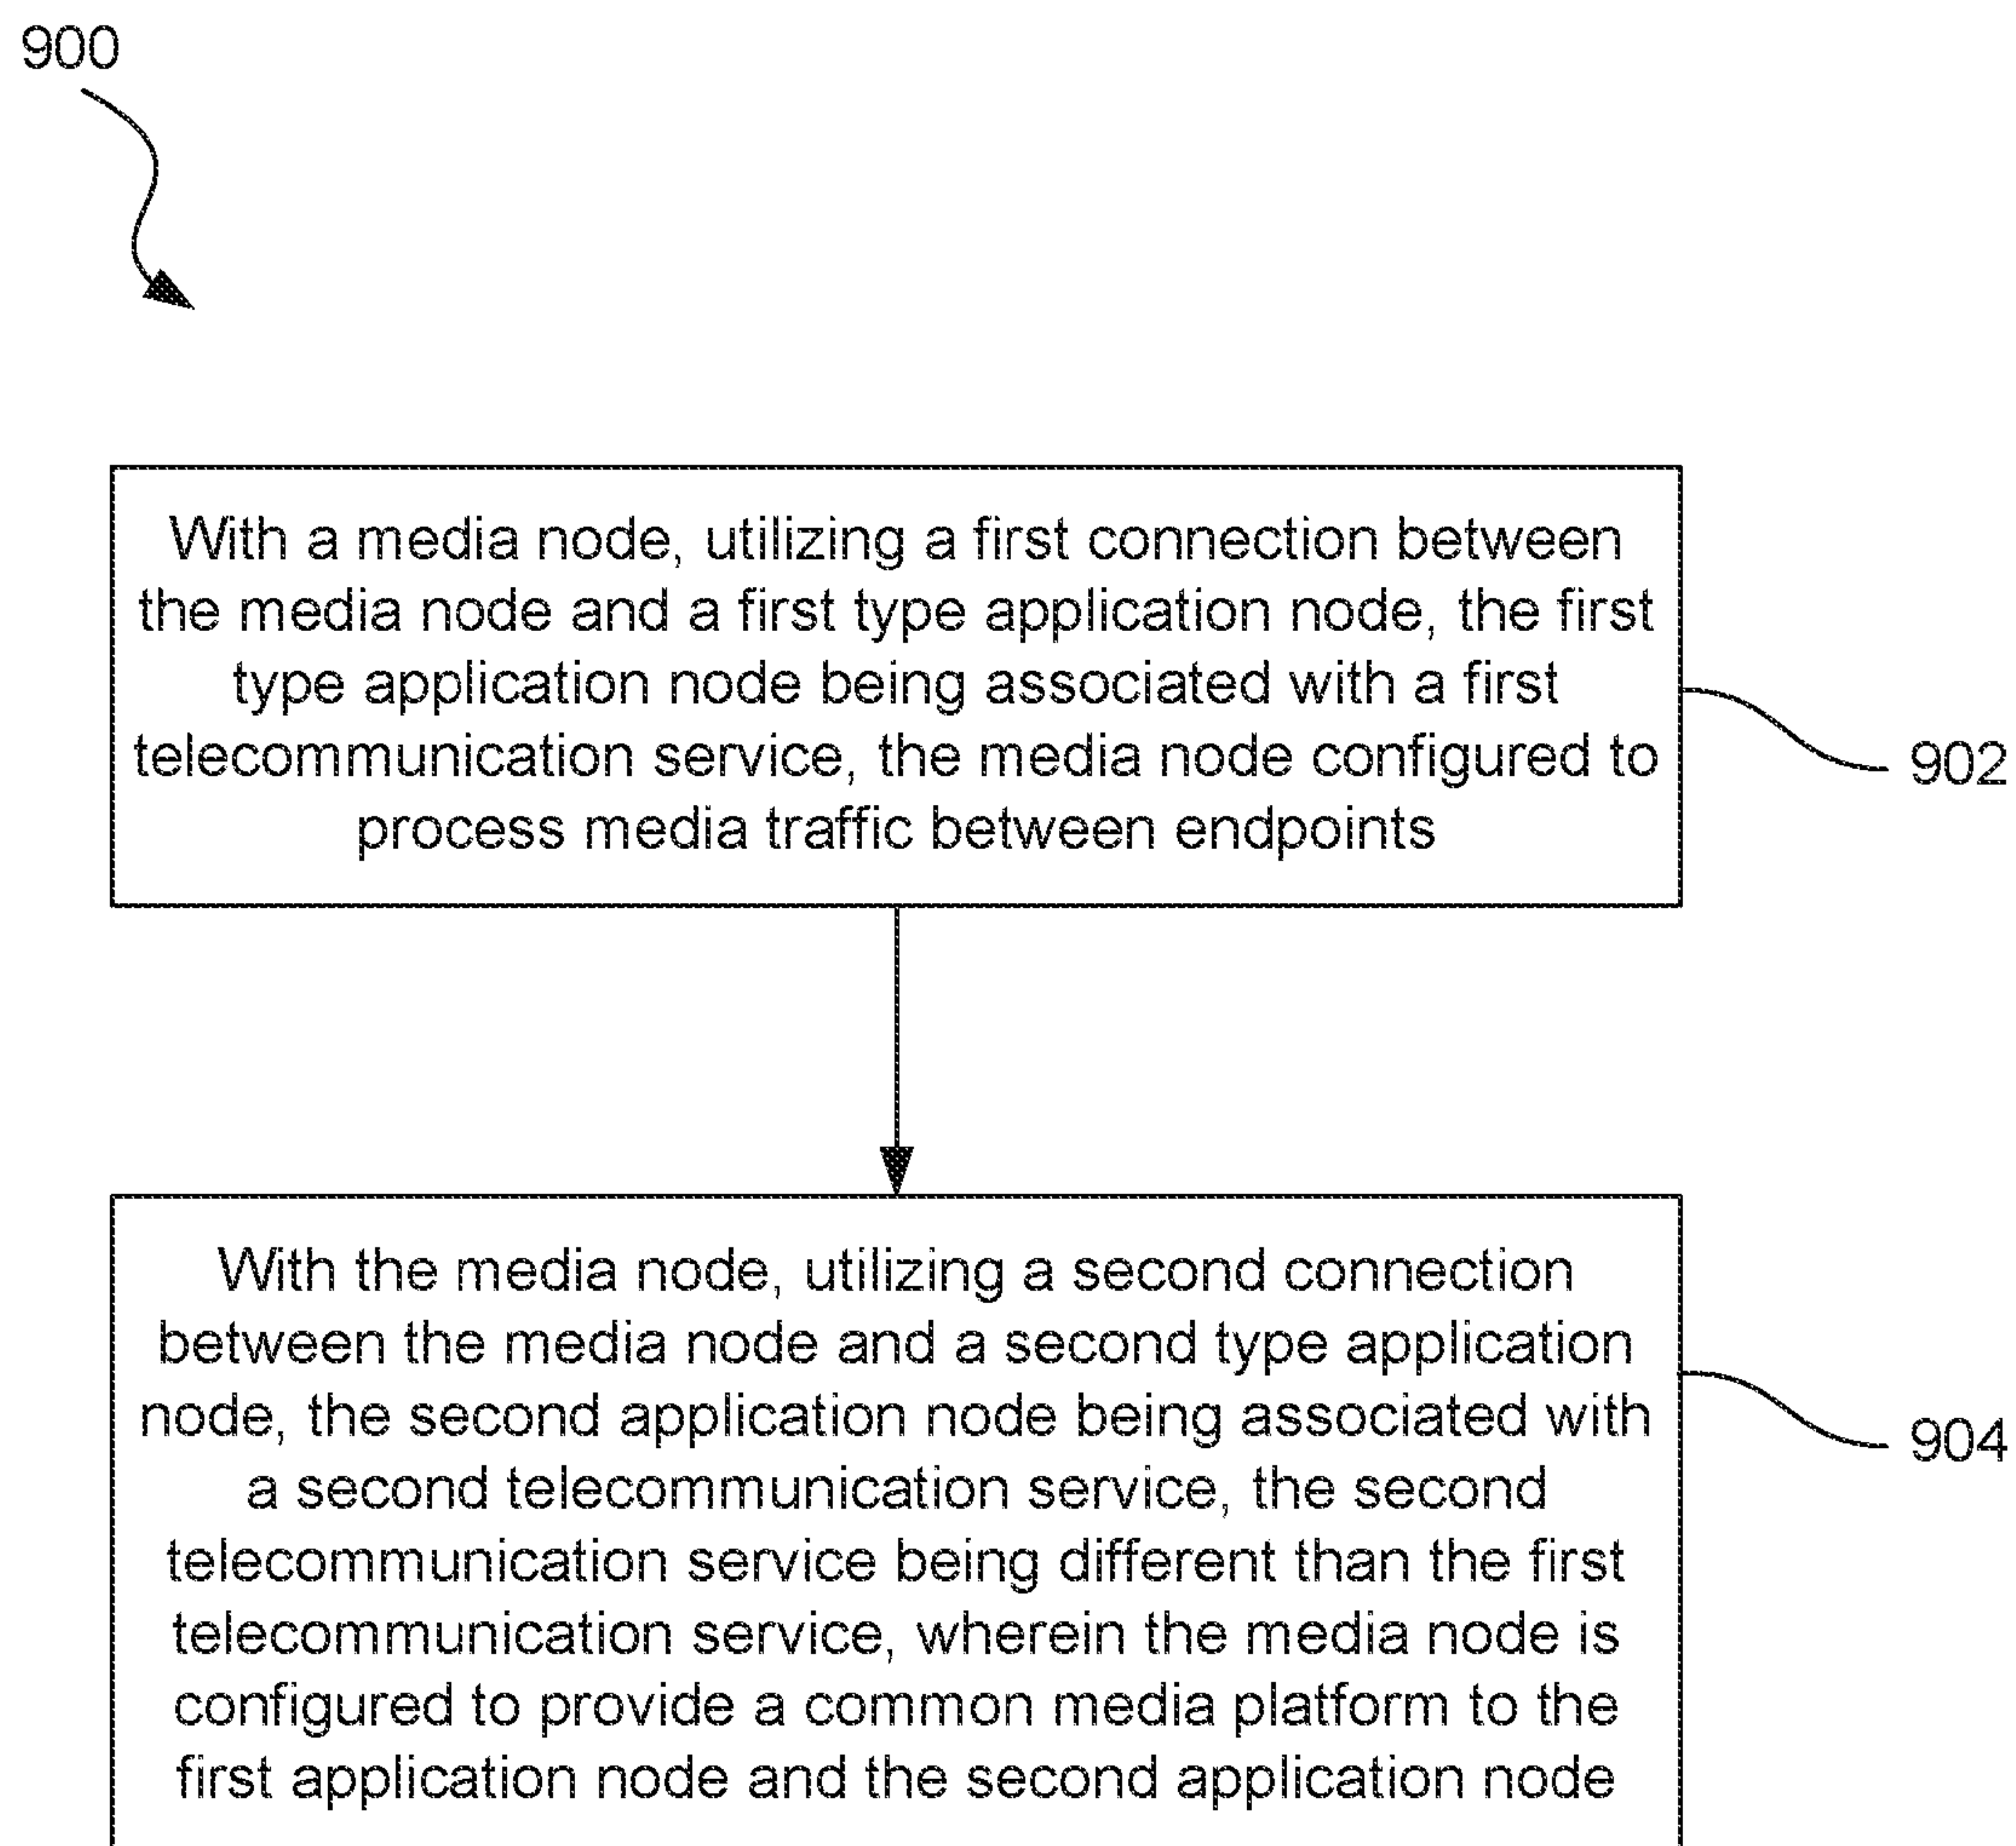 900
With a media node, utilizing a first connection between
the media node and a first type application node, the first
type application node being associated with a first
telecommunication service, the media node configured to
process media traffic between endpoints
902
With the media node, utilizing a second connection
between the media node and a second type application
node, the second application node being associated with
a second telecommunication service, the second
telecommunication service being different than the first
telecommunication service, wherein the media node is
configured to provide a common media platform to the
first application node and the second application node
904